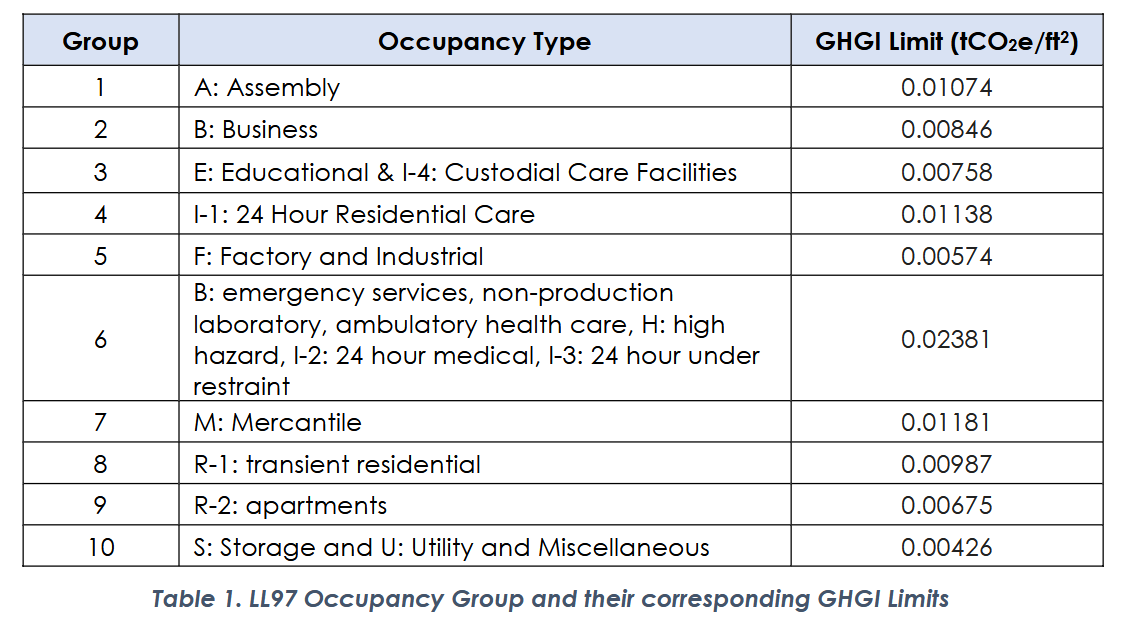 Group Occupancy Type GHGI Limit (tCO₂e/ft²)
1 A: Assembly 0.01074
2 B: Business 0.00846
3 E: Educational & I-4: Custodial Care Facilities 0.00758
4 I-1: 24 Hour Residential Care 0.01138
5 F: Factory and Industrial 0.00574
6 B: emergency services, non-production
laboratory, ambulatory health care, H: high
hazard, I-2: 24 hour medical, I-3: 24 hour under
restraint 0.02381
7 M: Mercantile 0.01181
8 R-1: transient residential 0.00987
9 R-2: apartments 0.00675
10 S: Storage and U: Utility and Miscellaneous 0.00426
Table 1. LL97 Occupancy Group and their corresponding GHGI Limits